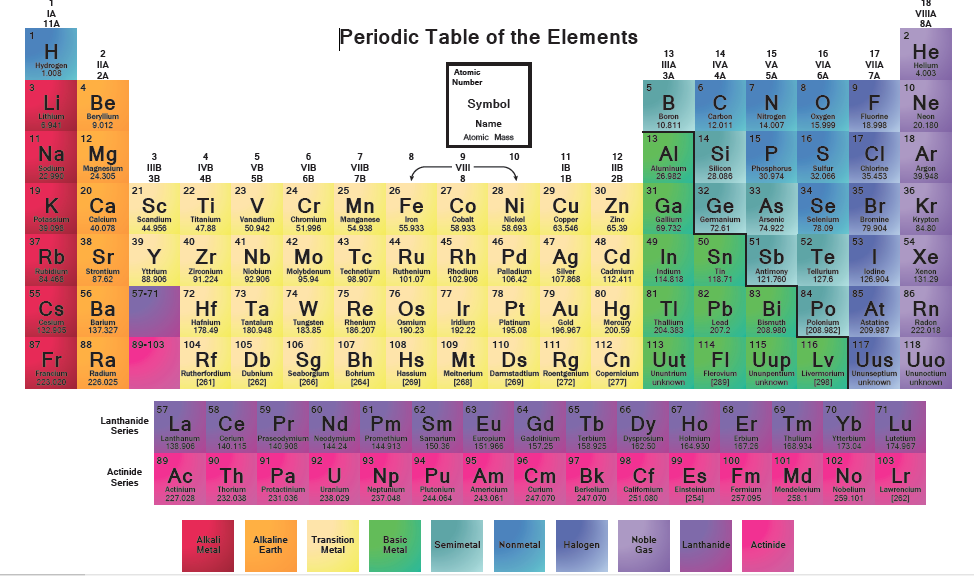 1 18
IA VIIIA
11A 8A
Periodic Table of the Elements
1 2
H He
Hydrogen Helium
1.008 4.003
2 13 14 15 16 17
IIA IIIA IVA VA VIA VIIA
2A 3A 4A 5A 6A 7A
Atomic
Number
Symbol
Name
Atomic Mass
3 4 5 6 7 8 9 10
Li Be B C N O F Ne
Lithium Beryllium Boron Carbon Nitrogen Oxygen Fluorine Neon
6.941 9.012 10.811 12.011 14.007 15.999 18.998 20.180
11 12 13 14 15 16 17 18
Na Mg Al Si P S Cl Ar
Sodium Magnesium Aluminum Silicon Phosphorus Sulfur Chlorine Argon
22.990 24.305 26.982 28.086 30.974 32.066 35.453 39.948
3 4 5 6 7 8 9 10 11 12
IIIB IVB VB VIB VIIB VIII IB IIB
3B 4B 5B 6B 7B 8 1B 2B
19 20 21 22 23 24 25 26 27 28 29 30 31 32 33 34 35 36
K Ca Sc Ti V Cr Mn Fe Co Ni Cu Zn Ga Ge As Se Br Kr
Potassium Calcium Scandium Titanium Vanadium Chromium Manganese Iron Cobalt Nickel Copper Zinc Gallium Germanium Arsenic Selenium Bromine Krypton
39.098 40.078 44.956 47.88 50.942 51.996 54.938 55.933 58.933 58.693 63.546 65.39 69.732 72.61 74.922 78.09 79.904 84.80
37 38 39 40 41 42 43 44 45 46 47 48 49 50 51 52 53 54
Rb Sr Y Zr Nb Mo Tc Ru Rh Pd Ag Cd In Sn Sb Te I Xe
Rubidium Strontium Yttrium Zirconium Niobium Molybdenum Technetium Ruthenium Rhodium Palladium Silver Cadmium Indium Tin Antimony Tellurium Iodine Xenon
84.468 87.62 88.906 91.224 92.906 95.94 98.907 101.07 102.906 106.42 107.868 112.411 114.818 118.71 121.760 127.6 126.904 131.29
55 56 57-71 72 73 74 75 76 77 78 79 80 81 82 83 84 85 86
Cs Ba Hf Ta W Re Os Ir Pt Au Hg Tl Pb Bi Po At Rn
Cesium Barium Hafnium Tantalum Tungsten Rhenium Osmium Iridium Platinum Gold Mercury Thallium Lead Bismuth Polonium Astatine Radon
132.905 137.327 178.49 180.948 183.85 186.207 190.23 192.22 195.08 196.967 200.59 204.383 207.2 208.980 [208.982] 209.987 222.018
87 88 89-103 104 105 106 107 108 109 110 111 112 113 114 115 116 117 118
Fr Ra Rf Db Sg Bh Hs Mt Ds Rg Cn Uut Fl Uup Lv Uus Uuo
Francium Radium Rutherfordium Dubnium Seaborgium Bohrium Hassium Meitnerium Darmstadtium Roentgenium Copernicium Ununtrium Flerovium Ununpentium Livermorium Ununseptium Ununoctium
223.020 226.025 [261] [262] [266] [264] [269] [268] [269] [272] [277] unknown [289] unknown [298] unknown unknown
Lanthanide
Series
57 58 59 60 61 62 63 64 65 66 67 68 69 70 71
La Ce Pr Nd Pm Sm Eu Gd Tb Dy Ho Er Tm Yb Lu
Lanthanum Cerium Praseodymium Neodymium Promethium Samarium Europium Gadolinium Terbium Dysprosium Holmium Erbium Thulium Ytterbium Lutetium
138.906 140.115 140.908 144.24 144.913 150.36 151.966 157.25 158.925 162.50 164.930 167.26 168.934 173.04 174.967
Actinide
Series
89 90 91 92 93 94 95 96 97 98 99 100 101 102 103
Ac Th Pa U Np Pu Am Cm Bk Cf Es Fm Md No Lr
Actinium Thorium Protactinium Uranium Neptunium Plutonium Americium Curium Berkelium Californium Einsteinium Fermium Mendelevium Nobelium Lawrencium
227.028 232.038 231.036 238.029 237.048 244.064 243.061 247.070 247.070 251.080 [254] 257.095 258.1 259.101 [262]
Alkali Metal
Alkaline Earth
Transition Metal
Basic Metal
Semimetal
Nonmetal
Halogen
Noble Gas
Lanthanide
Actinide